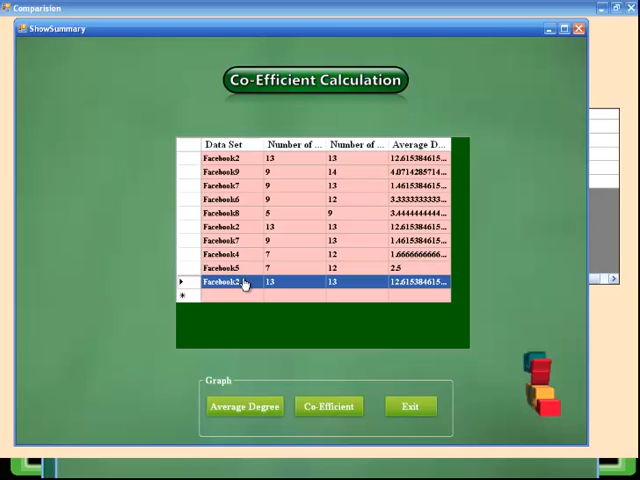 Comparision
ShowSummary
Co-Efficient Calculation
Data Set Number of ... Number of ... Average D...
Facebook2 13 13 12.615384615...
Facebook9 9 14 4.0714285714...
Facebook7 9 13 1.4615384615...
Facebook6 9 12 3.3333333333...
Facebook8 5 9 3.4444444444...
Facebook2 13 13 12.615384615...
Facebook7 9 13 1.4615384615...
Facebook4 7 12 1.6666666666...
Facebook5 7 12 2.5
Facebook2 13 13 12.615384615...
Graph
Average Degree Co-Efficient Exit